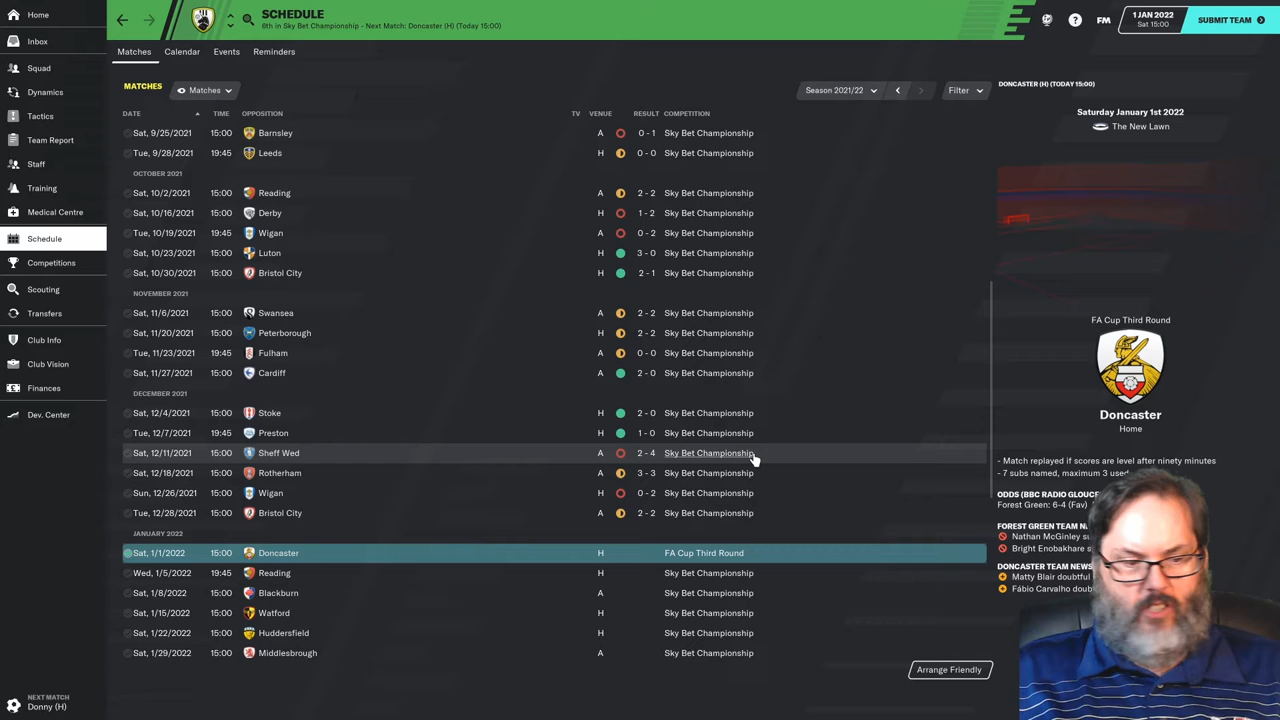 Home
Inbox
Squad
Dynamics
Tactics
Team Report
Staff
Training
Medical Centre
Schedule
Competitions
Scouting
Transfers
Club Info
Club Vision
Finances
Dev. Center
NEXT MATCH
Donny (H)
SCHEDULE
6th in Sky Bet Championship - Next Match: Doncaster (H) (Today 15:00)
FM
1 JAN 2022
Sat 15:00
SUBMIT TEAM
Matches Calendar Events Reminders
MATCHES Matches Season 2021/22 Filter
DATE TIME OPPOSITION TV VENUE RESULT COMPETITION
Sat, 9/25/2021 15:00 Barnsley A 0 - 1 Sky Bet Championship
Tue, 9/28/2021 19:45 Leeds H 0 - 0 Sky Bet Championship
OCTOBER 2021
Sat, 10/2/2021 15:00 Reading A 2 - 2 Sky Bet Championship
Sat, 10/16/2021 15:00 Derby H 1 - 2 Sky Bet Championship
Tue, 10/19/2021 19:45 Wigan A 0 - 2 Sky Bet Championship
Sat, 10/23/2021 15:00 Luton H 3 - 0 Sky Bet Championship
Sat, 10/30/2021 15:00 Bristol City H 2 - 1 Sky Bet Championship
NOVEMBER 2021
Sat, 11/6/2021 15:00 Swansea A 2 - 2 Sky Bet Championship
Sat, 11/20/2021 15:00 Peterborough H 2 - 2 Sky Bet Championship
Tue, 11/23/2021 19:45 Fulham A 0 - 0 Sky Bet Championship
Sat, 11/27/2021 15:00 Cardiff A 2 - 0 Sky Bet Championship
DECEMBER 2021
Sat, 12/4/2021 15:00 Stoke H 2 - 0 Sky Bet Championship
Tue, 12/7/2021 19:45 Preston H 1 - 0 Sky Bet Championship
Sat, 12/11/2021 15:00 Sheff Wed A 2 - 4 Sky Bet Championship
Sat, 12/18/2021 15:00 Rotherham A 3 - 3 Sky Bet Championship
Sun, 12/26/2021 15:00 Wigan H 0 - 2 Sky Bet Championship
Tue, 12/28/2021 15:00 Bristol City A 2 - 2 Sky Bet Championship
JANUARY 2022
Sat, 1/1/2022 15:00 Doncaster H FA Cup Third Round
Wed, 1/5/2022 19:45 Reading H Sky Bet Championship
Sat, 1/8/2022 15:00 Blackburn A Sky Bet Championship
Sat, 1/15/2022 15:00 Watford H Sky Bet Championship
Sat, 1/22/2022 15:00 Huddersfield H Sky Bet Championship
Sat, 1/29/2022 15:00 Middlesbrough A Sky Bet Championship
Arrange Friendly
DONCASTER (H) (TODAY 15:00)
Saturday January 1st 2022
The New Lawn
FA Cup Third Round
Doncaster
Home
- Match replayed if scores are level after ninety minutes
- 7 subs named, maximum 3 used
ODDS (BBC RADIO
Forest Green: 6-4 (Fav)
FOREST GREEN TEAM
Nathan McGinley
Bright Enobakhare
DONCASTER TEAM NEWS
Matty Blair doubtful
Fábio Carvalho